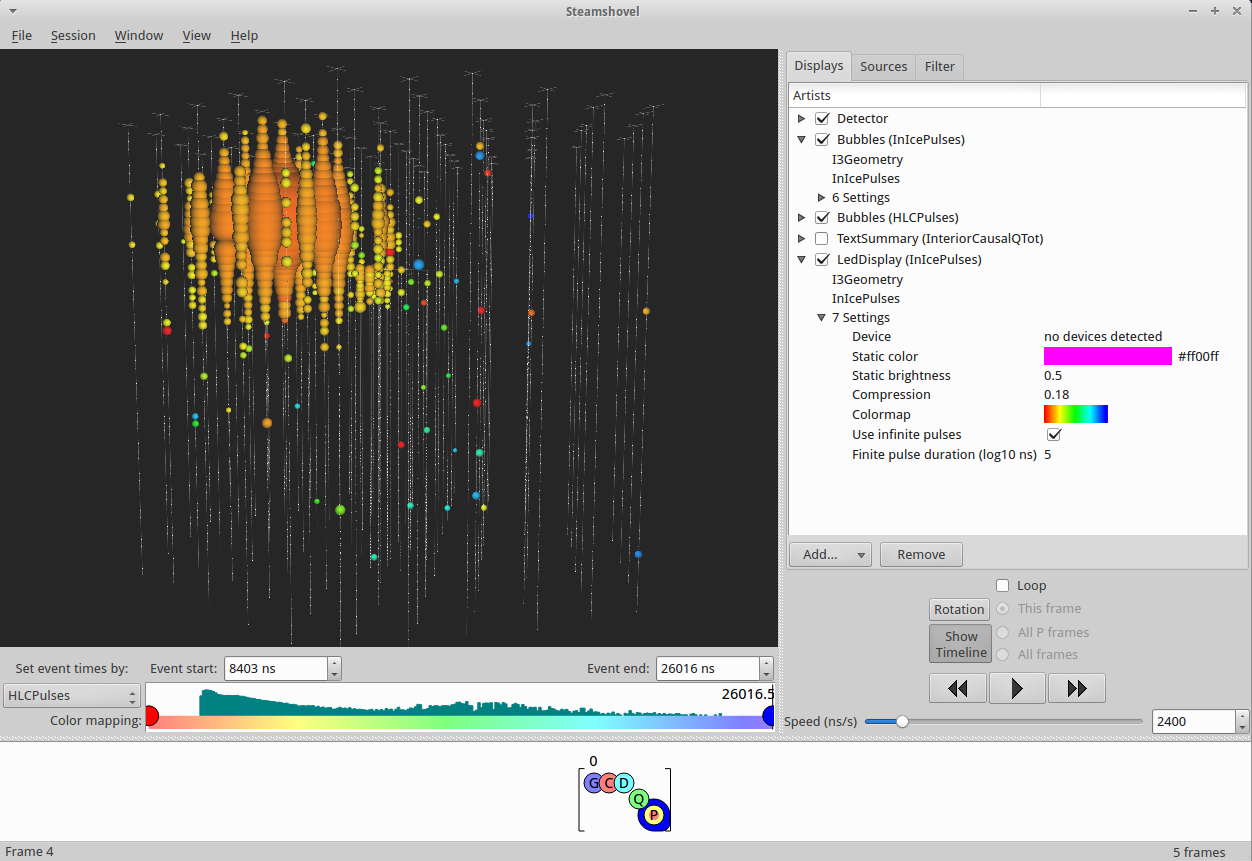 Steamshovel
File Session Window View Help
Displays Sources Filter
Artists
Detector
Bubbles (InIcePulses)
I3Geometry
InIcePulses
6 Settings
Bubbles (HLCPulses)
TextSummary (InteriorCausalQTot)
LedDisplay (InIcePulses)
I3Geometry
InIcePulses
7 Settings
Device no devices detected
Static color #ff00ff
Static brightness 0.5
Compression 0.18
Colormap
Use infinite pulses
Finite pulse duration (log10 ns) 5
Add... Remove
Loop
Rotation This frame
Show Timeline All P frames
All frames
Set event times by: Event start: 8403 ns Event end: 26016 ns
HLCPulses 26016.5
Color mapping:
Speed (ns/s) 2400
0
G C D
Q
P
Frame 4 5 frames